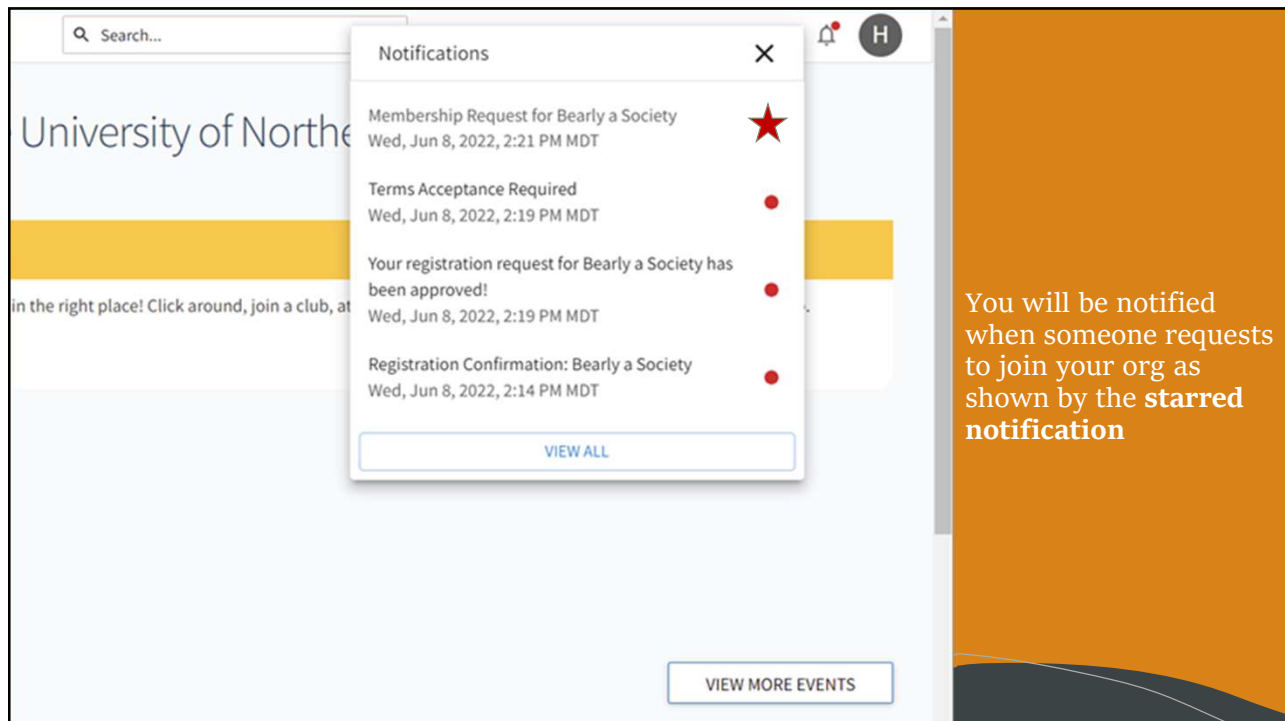 Search...
H
Notifications
Membership Request for Bearly a Society
Wed, Jun 8, 2022, 2:21 PM MDT
Terms Acceptance Required
Wed, Jun 8, 2022, 2:19 PM MDT
Your registration request for Bearly a Society has
been approved!
Wed, Jun 8, 2022, 2:19 PM MDT
Registration Confirmation: Bearly a Society
Wed, Jun 8, 2022, 2:14 PM MDT
VIEW ALL
University of Northe
in the right place! Click around, join a club, at
VIEW MORE EVENTS
You will be notified
when someone requests
to join your org as
shown by the starred
notification